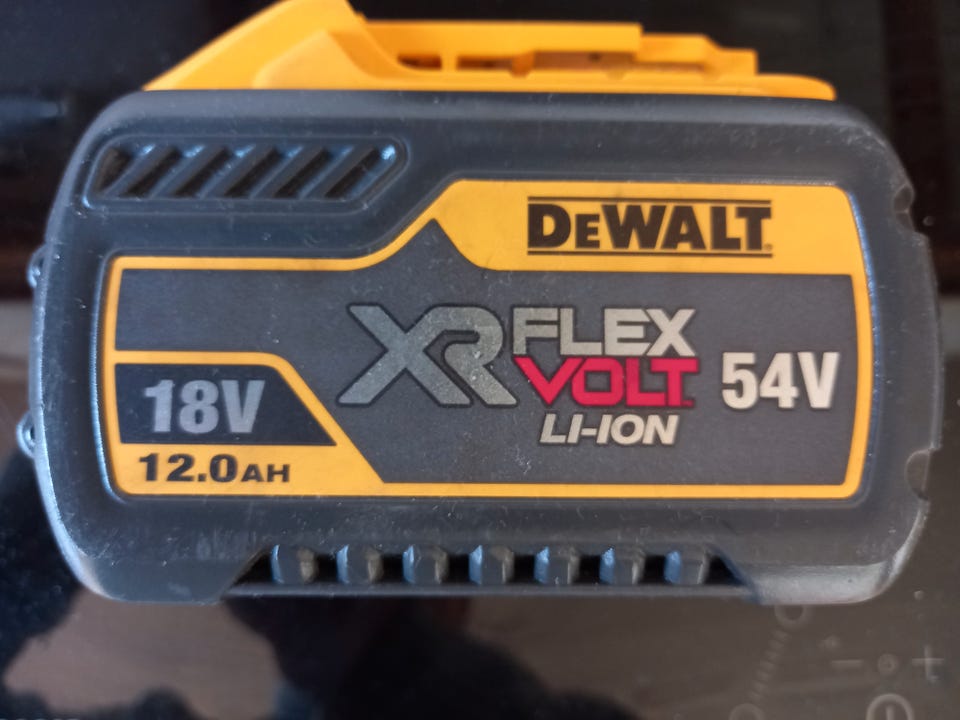 DEWALT
XR FLEX
VOLT 54V
LI-ION
18V
12.0AH